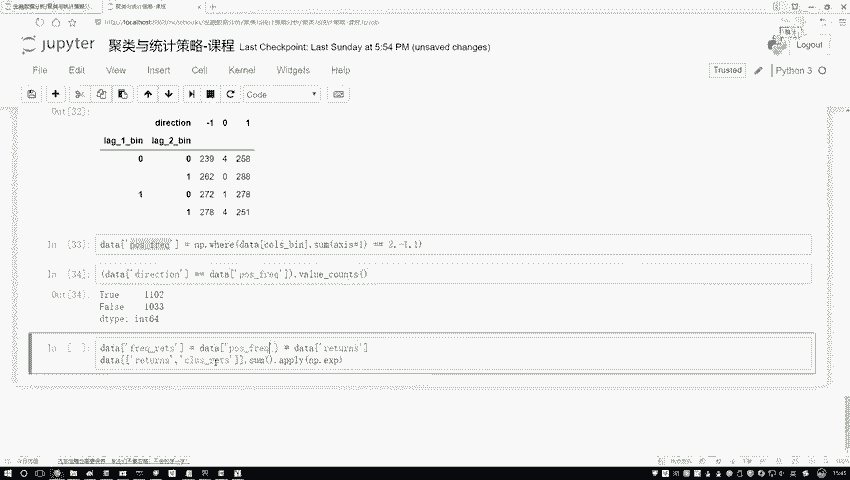 jupyter 聚类与统计策略-课程 Last Checkpoint: Last Sunday at 5:54 PM (unsaved changes)
Logout
File Edit View Insert Cell Kernel Widgets Help
Trusted Python 3
Code
Out[32]:
direction -1 0 1
lag_1_bin lag_2_bin
0 0 239 4 258
1 262 0 288
1 0 272 1 278
1 278 4 251
In [33]: data['pos_freq'] = np.where(data[cols_bin].sum(axis=1) == 2,-1,1)
In [34]: (data['direction'] == data['pos_freq']).value_counts()
Out[34]: True 1102
False 1033
dtype: int64
In [ ]: data['freq_rets'] = data['pos_freq'] * data['returns']
data[['returns','clus_rets']].sum().apply(np.exp)
15:45